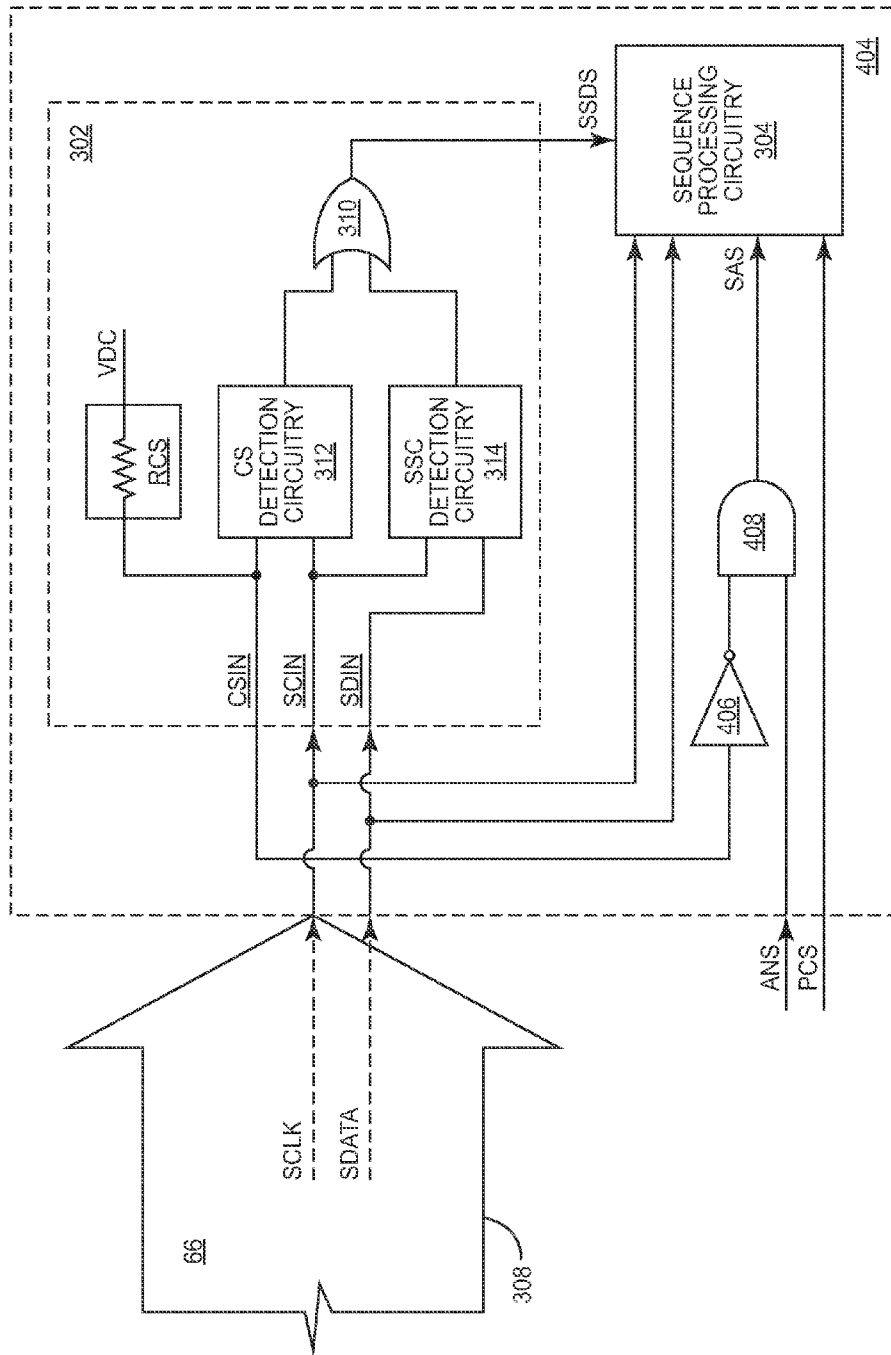 66
SCLK
SDATA
308
302
VDC
RCS
CSIN
SCIN
SDIN
CS
DETECTION
CIRCUITRY
312
SSC
DETECTION
CIRCUITRY
314
310
SSDS
SEQUENCE
PROCESSING
CIRCUITRY
304
404
SAS
406
408
ANS
PCS